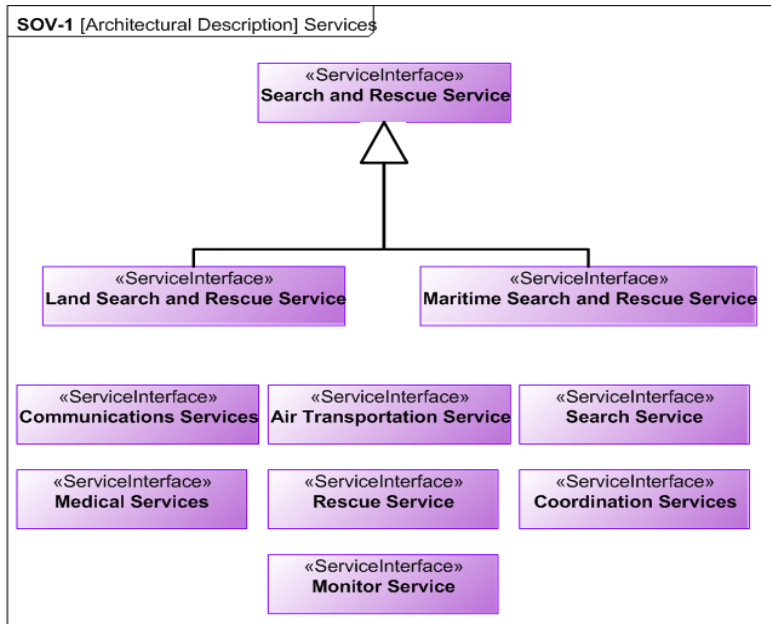 SOV-1 [Architectural Description] Services
«ServiceInterface»
Search and Rescue Service
«ServiceInterface»
Land Search and Rescue Service
«ServiceInterface»
Maritime Search and Rescue Service
«ServiceInterface»
Communications Services
«ServiceInterface»
Air Transportation Service
«ServiceInterface»
Search Service
«ServiceInterface»
Medical Services
«ServiceInterface»
Rescue Service
«ServiceInterface»
Coordination Services
«ServiceInterface»
Monitor Service